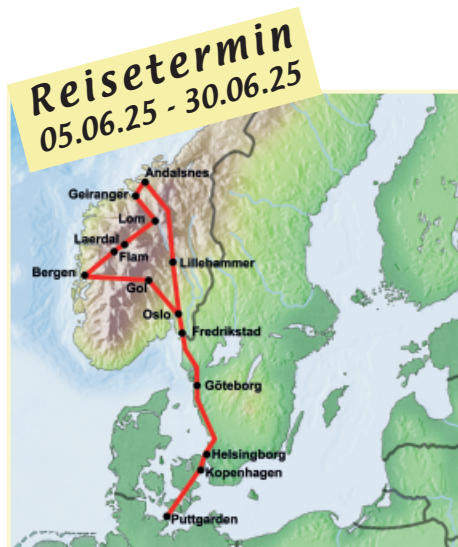 Reisetermin
05.06.25 - 30.06.25
Andalsnes
Geiranger
Lom
Laerdal
Flam
Lillehammer
Bergen
Gol
Oslo
Fredrikstad
Göteborg
Helsingborg
Kopenhagen
Puttgarden